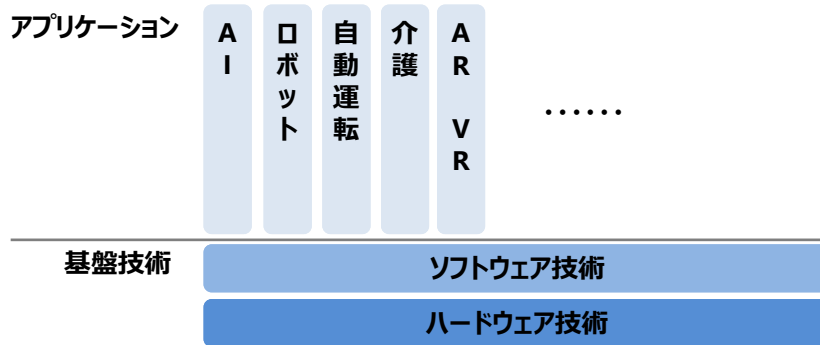 アプリケーション
AI
ロボット
自動運転
介護
AR VR
・・・・・・
基盤技術
ソフトウェア技術
ハードウェア技術